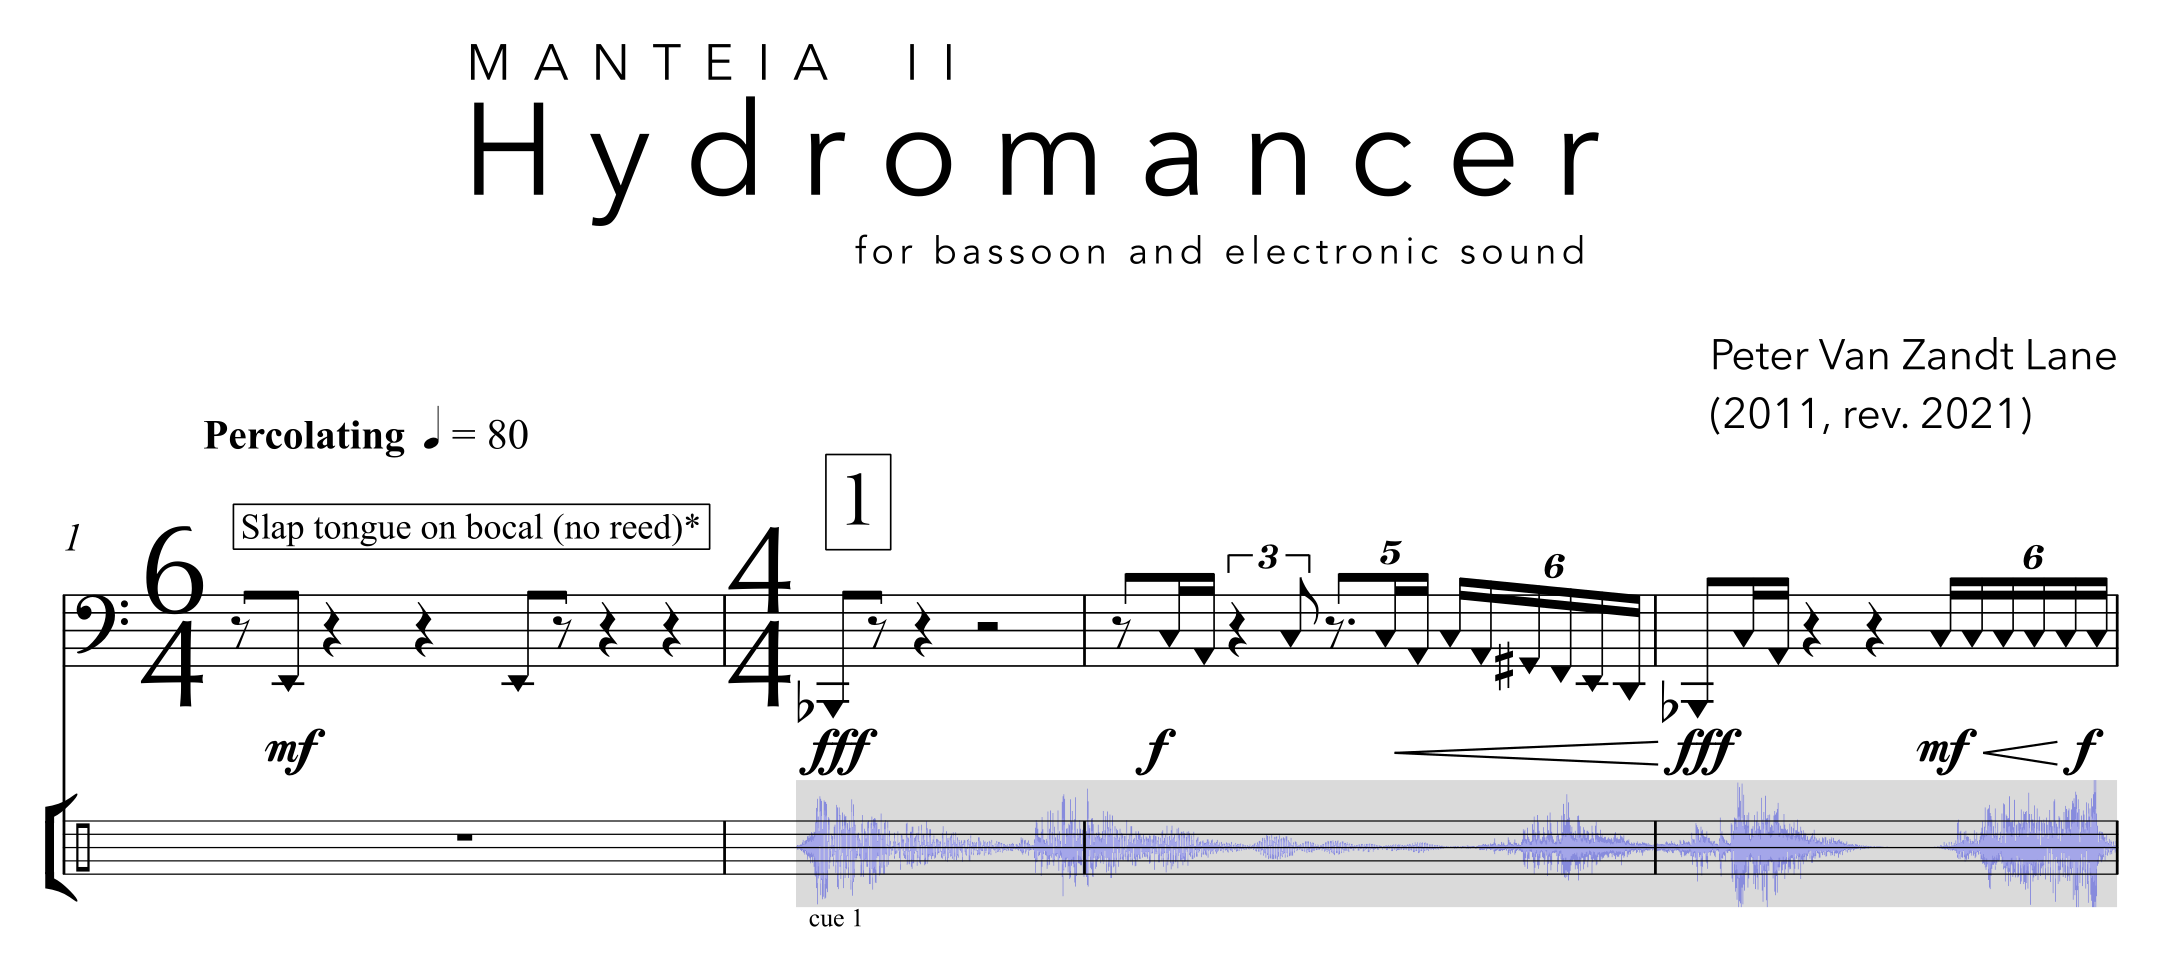 MANTEIA II
Hydromancer
for bassoon and electronic sound
Peter Van Zandt Lane
(2011, rev. 2021)
Percolating ♩ = 80
1
Slap tongue on bocal (no reed)*
1
6
4
4
4
3
5
6
6
mf
fff
f
fff
mf
f
cue 1